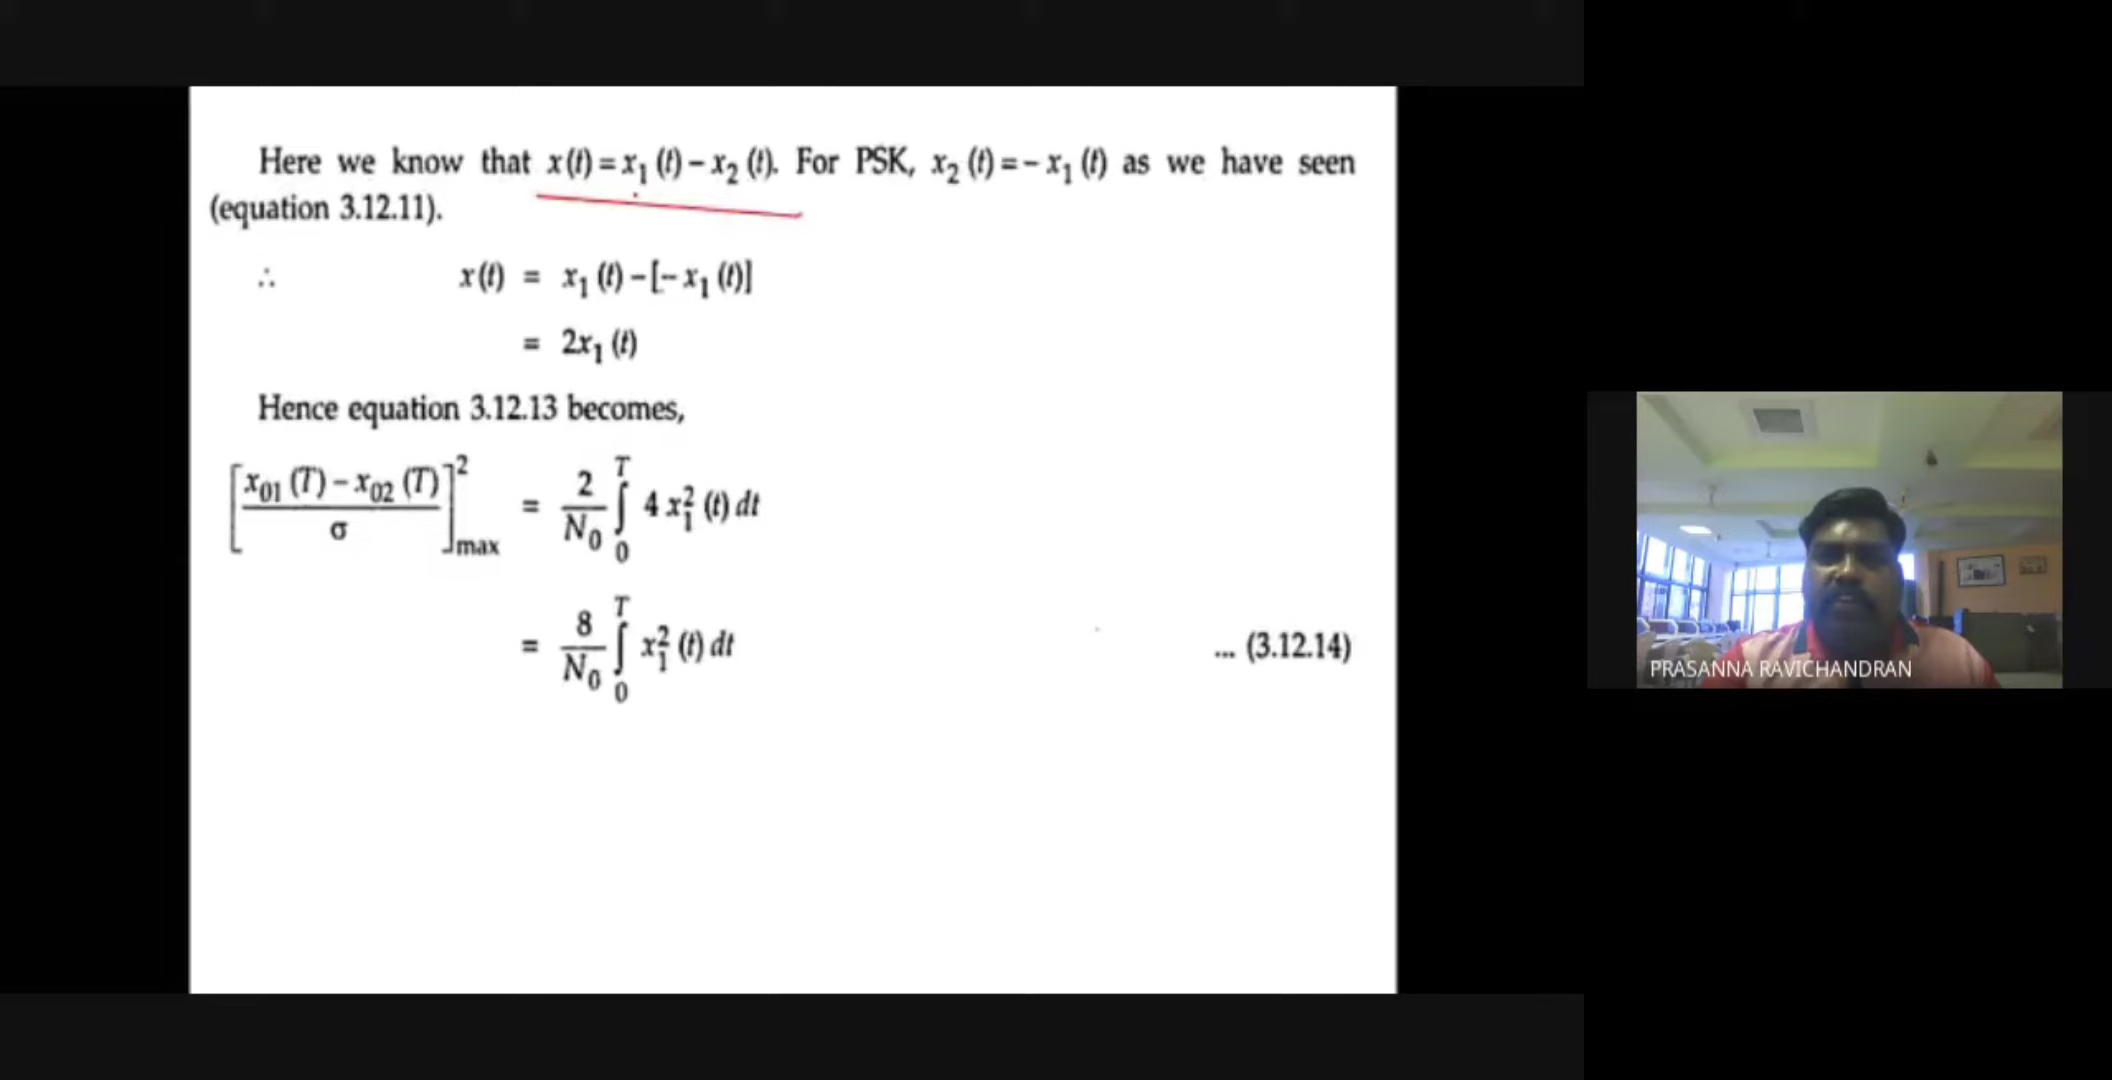 Here we know that x(t) = x₁(t) – x₂(t). For PSK, x₂(t) = – x₁(t) as we have seen
(equation 3.12.11).
∴ x(t) = x₁(t) – [– x₁(t)]
= 2x₁(t)
Hence equation 3.12.13 becomes,
[(x₀₁(T) – x₀₂(T))/σ]²max = 2/N₀ ∫₀ᵀ 4 x₁²(t) dt
= 8/N₀ ∫₀ᵀ x₁²(t) dt ... (3.12.14)
PRASANNA RAVICHANDRAN